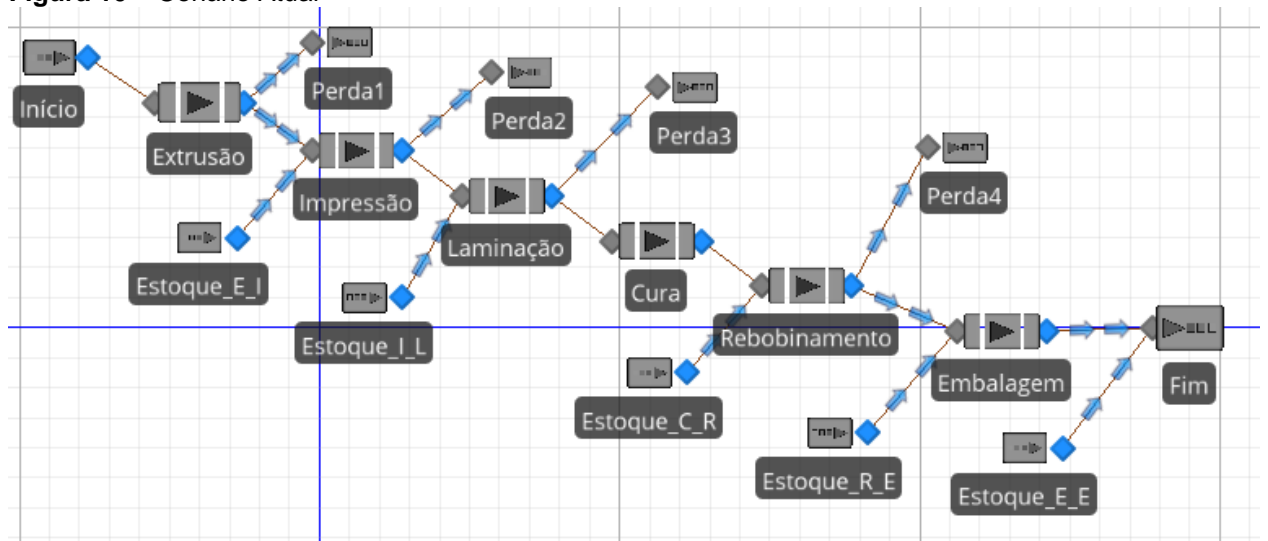 Início
Perda1
Extrusão
Perda2
Perda3
Impressão
Perda4
Laminação
Estoque_E_I
Cura
Estoque_I_L
Rebobinamento
Embalagem
Fim
Estoque_C_R
Estoque_R_E
Estoque_E_E